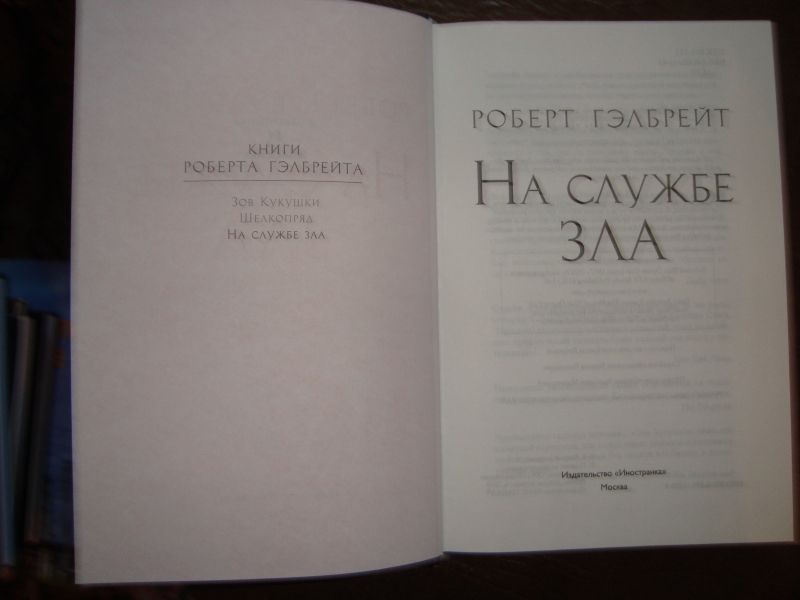 КНИГИ
РОБЕРТА ГЭЛБРЕЙТА
ЗОВ КУКУШКИ
ШЕЛКОПРЯД
НА СЛУЖБЕ ЗЛА
РОБЕРТ ГЭЛБРЕЙТ
НА СЛУЖБЕ
ЗЛА
Издательство «Иностранка»
Москва